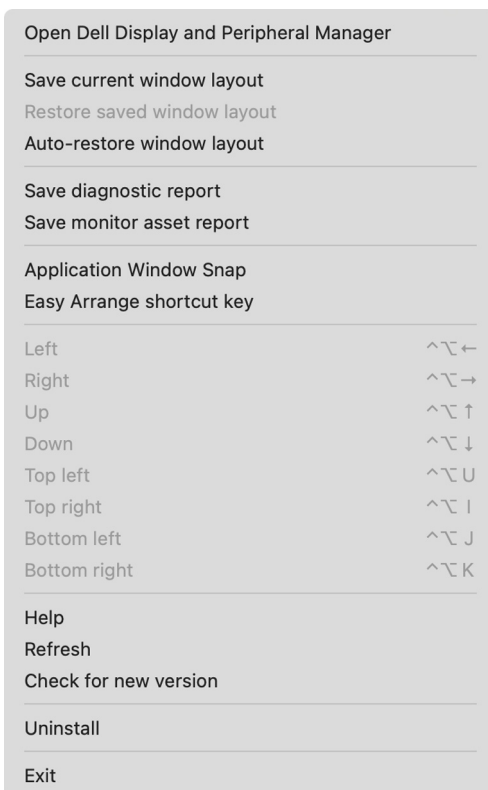 Open Dell Display and Peripheral Manager
Save current window layout
Restore saved window layout
Auto-restore window layout
Save diagnostic report
Save monitor asset report
Application Window Snap
Easy Arrange shortcut key
Left ^⌥←
Right ^⌥→
Up ^⌥↑
Down ^⌥↓
Top left ^⌥U
Top right ^⌥I
Bottom left ^⌥J
Bottom right ^⌥K
Help
Refresh
Check for new version
Uninstall
Exit